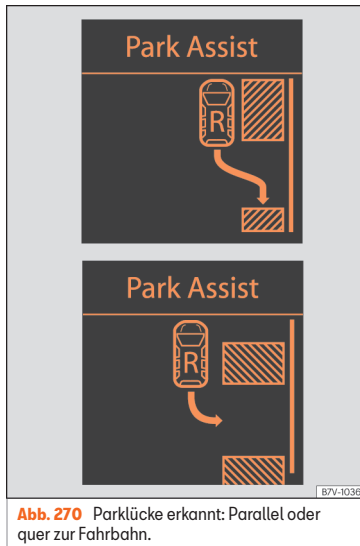 Park Assist
R
Park Assist
R
B7V-1036
Abb. 270 Parklücke erkannt: Parallel oder
quer zur Fahrbahn.